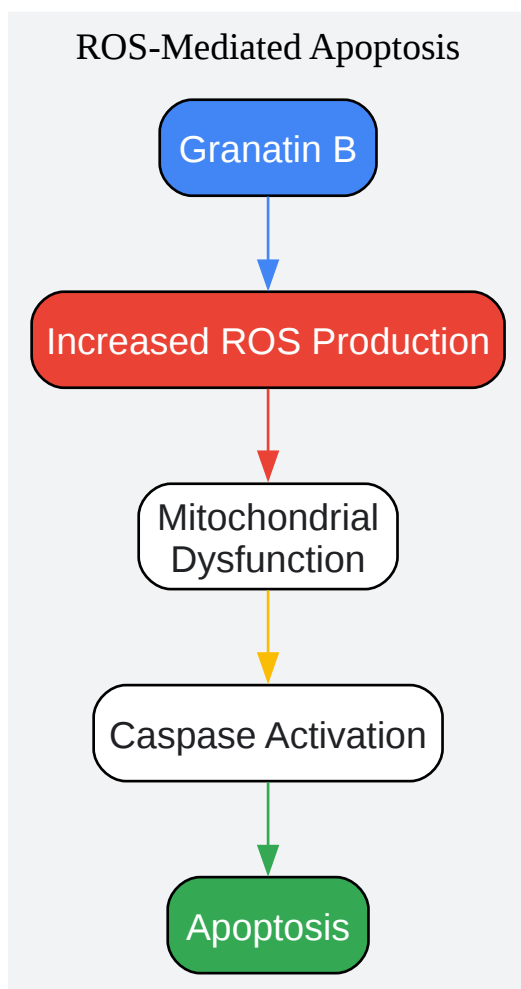 ROS-Mediated Apoptosis
Granatin B
Increased ROS Production
Mitochondrial
Dysfunction
Caspase Activation
Apoptosis